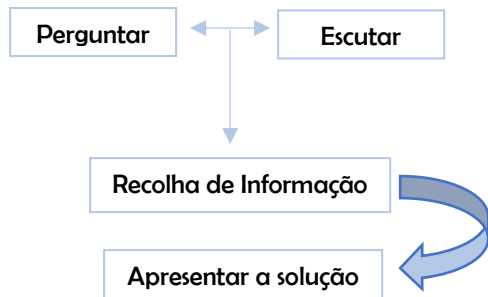 Perguntar
Escutar
Recolha de Informação
Apresentar a solução